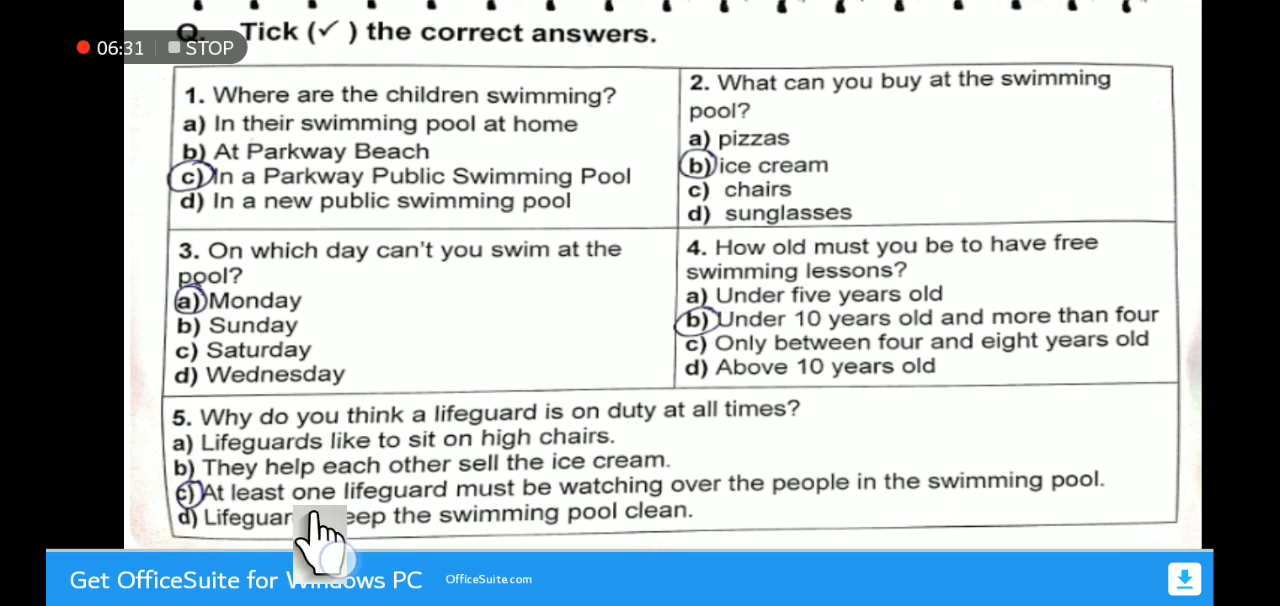 Q. Tick (✓ ) the correct answers.
06:31 STOP
1. Where are the children swimming?
a) In their swimming pool at home
b) At Parkway Beach
c) In a Parkway Public Swimming Pool
d) In a new public swimming pool
2. What can you buy at the swimming
pool?
a) pizzas
b) ice cream
c) chairs
d) sunglasses
3. On which day can't you swim at the
pool?
a) Monday
b) Sunday
c) Saturday
d) Wednesday
4. How old must you be to have free
swimming lessons?
a) Under five years old
b) Under 10 years old and more than four
c) Only between four and eight years old
d) Above 10 years old
5. Why do you think a lifeguard is on duty at all times?
a) Lifeguards like to sit on high chairs.
b) They help each other sell the ice cream.
c) At least one lifeguard must be watching over the people in the swimming pool.
d) the swimming pool clean.
Get OfficeSuite for Windows PC OfficeSuite.com